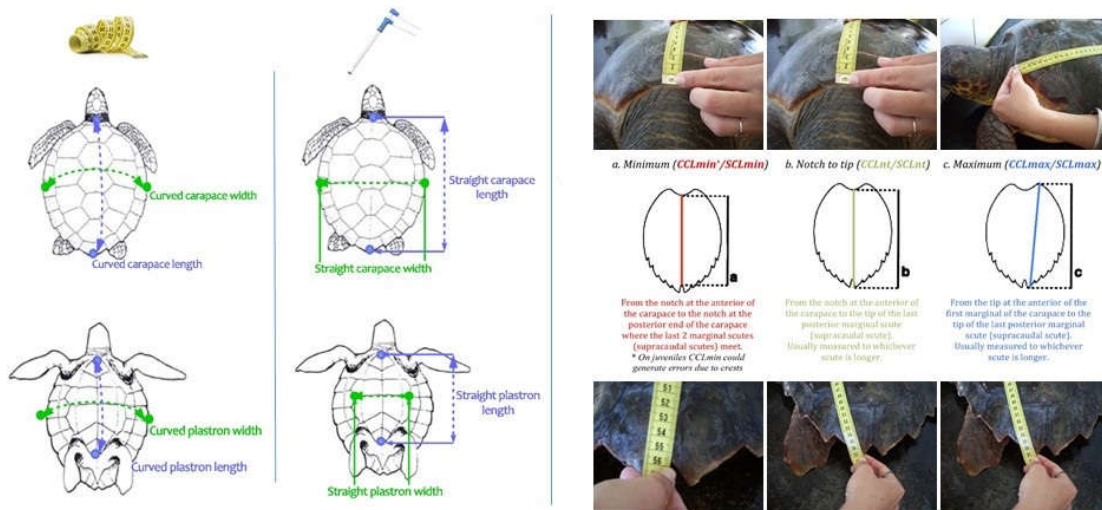 Curved carapace width
Curved carapace length
Straight carapace
length
Straight carapace width
Curved plastron width
Curved plastron length
Straight plastron
length
Straight plastron width
a. Minimum (CCLmin*/SCLmin)
b. Notch to tip (CCLnt/SCLnt)
c. Maximum (CCLmax/SCLmax)
a
b
c
From the notch at the anterior of
the carapace to the notch at the
posterior end of the carapace
where the last 2 marginal scutes
(supracaudal scutes) meet.
* On juveniles CCLmin could
generate errors due to crests
From the notch at the anterior of
the carapace to the tip of the last
posterior marginal scute
(supracaudal scute).
Usually measured to whichever
scute is longer.
From the tip at the anterior of the
first marginal of the carapace to the
tip of the last posterior marginal
scute (supracaudal scute).
Usually measured to whichever
scute is longer.
51
52
53
54
55
56